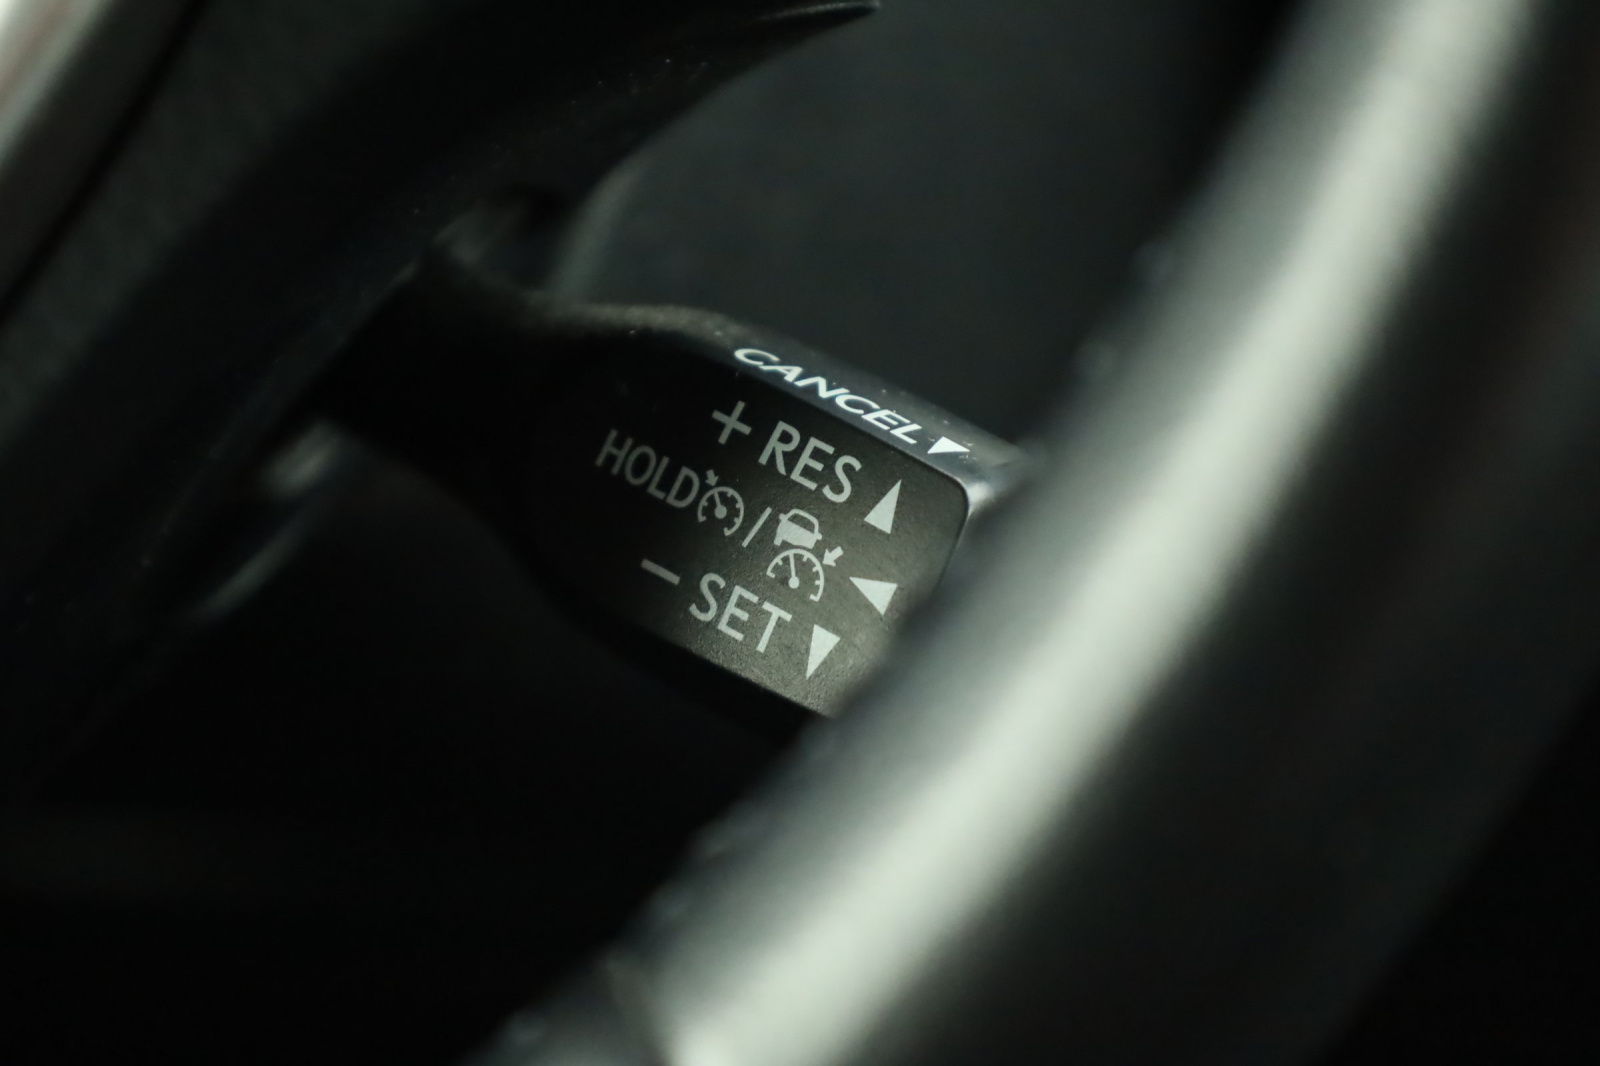 CANCEL
+ RES
HOLD /
− SET